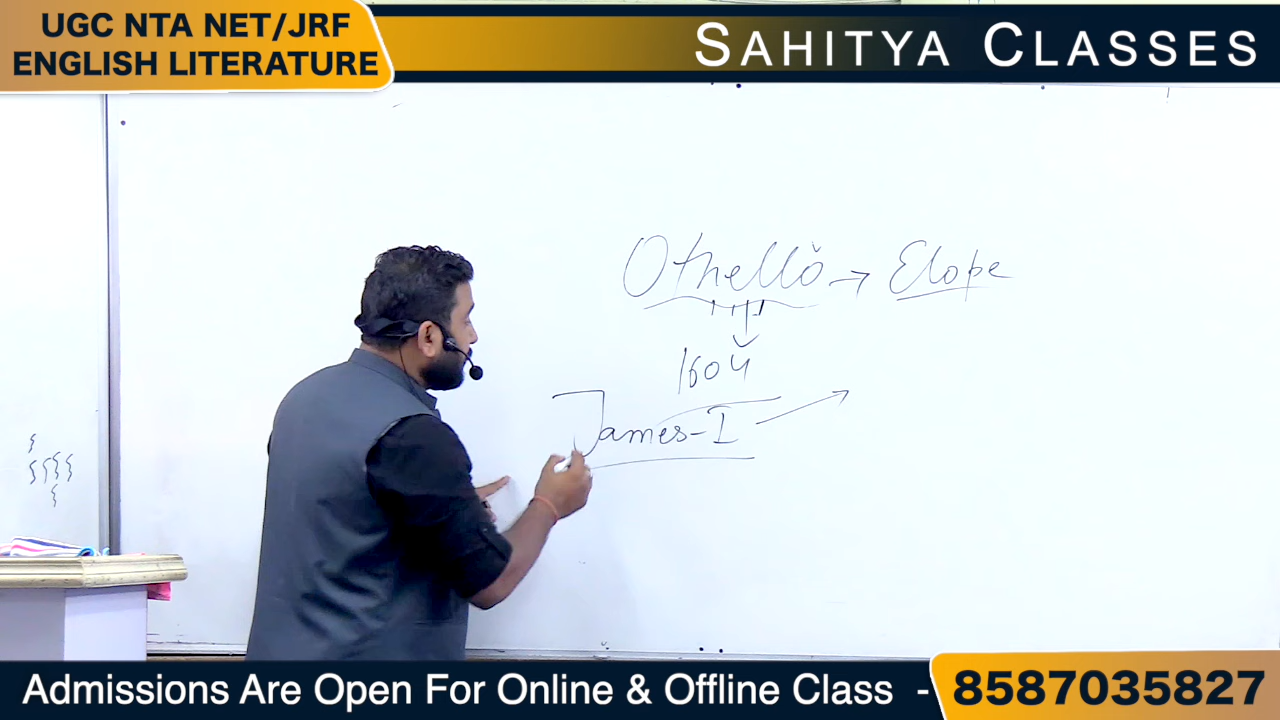 UGC NTA NET/JRF
ENGLISH LITERATURE
SAHITYA CLASSES
Othello → Elope
1604
James-I
Admissions Are Open For Online & Offline Class - 8587035827